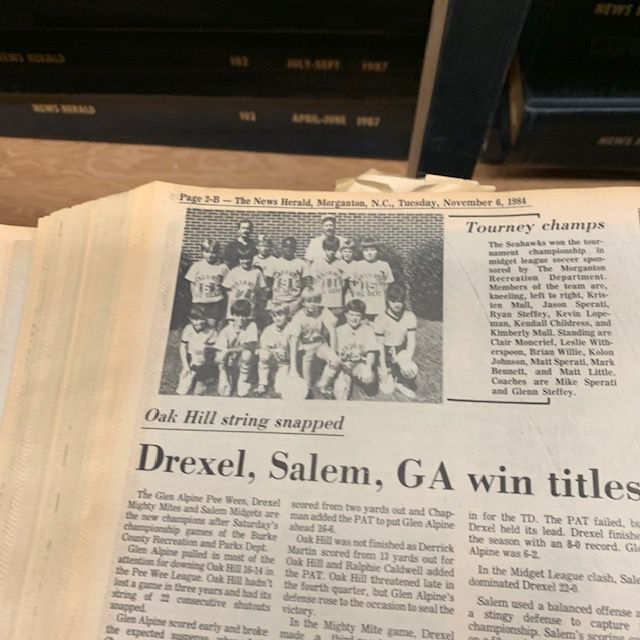 NEWS HERALD 103 JULY-SEPT 1987
NEWS HERALD 102 APRIL-JUNE 1987
NEWS
NEWS H
Page 2-B — The News Herald, Morganton, N.C., Tuesday, November 6, 1984
Tourney champs
The Seahawks won the tour-
nament championship in
midget league soccer spon-
sored by The Morganton
Recreation Department.
Members of the team are,
kneeling, left to right, Kris-
ten Mull, Jason Sperati,
Ryan Steffey, Kevin Lope-
man, Kendall Childress, and
Kimberly Mull. Standing are
Clair Moncrief, Leslie With-
erspoon, Brian Willie, Kolon
Johnson, Matt Sperati, Mark
Bennett, and Matt Little.
Coaches are Mike Sperati
and Glenn Steffey.
Oak Hill string snapped
Drexel, Salem, GA win titles
The Glen Alpine Pee Wees, Drexel
Mighty Mites and Salem Midgets are
the new champions after Saturday's
championship games of the Burke
County Recreation and Parks Dept.
Glen Alpine pulled in most of the
attention for downing Oak Hill 16-14 in
the Pee Wee League. Oak Hill hadn't
lost a game in three years and had its
string of 22 consecutive shutouts
snapped.
Glen Alpine scored early and broke
the expected suspense
scored from two yards out and Chap-
man added the PAT to put Glen Alpine
ahead 16-6.
Oak Hill was not finished as Derrick
Martin scored from 13 yards out for
Oak Hill and Ralphie Caldwell added
the PAT. Oak Hill threatened late in
the fourth quarter, but Glen Alpine's
defense rose to the occasion to seal the
victory.
In the Mighty Mite game, Drexel
made a
in for the TD. The PAT failed, bu
Drxel held its lead. Drexel finishe
the season with an 8-0 record. Gle
Alpine was 6-2.
In the Midget League clash, Sale
dominated Drexel 22-0.
Salem used a balanced offense a
a stingy defense to capture
championship. Salem's scoring